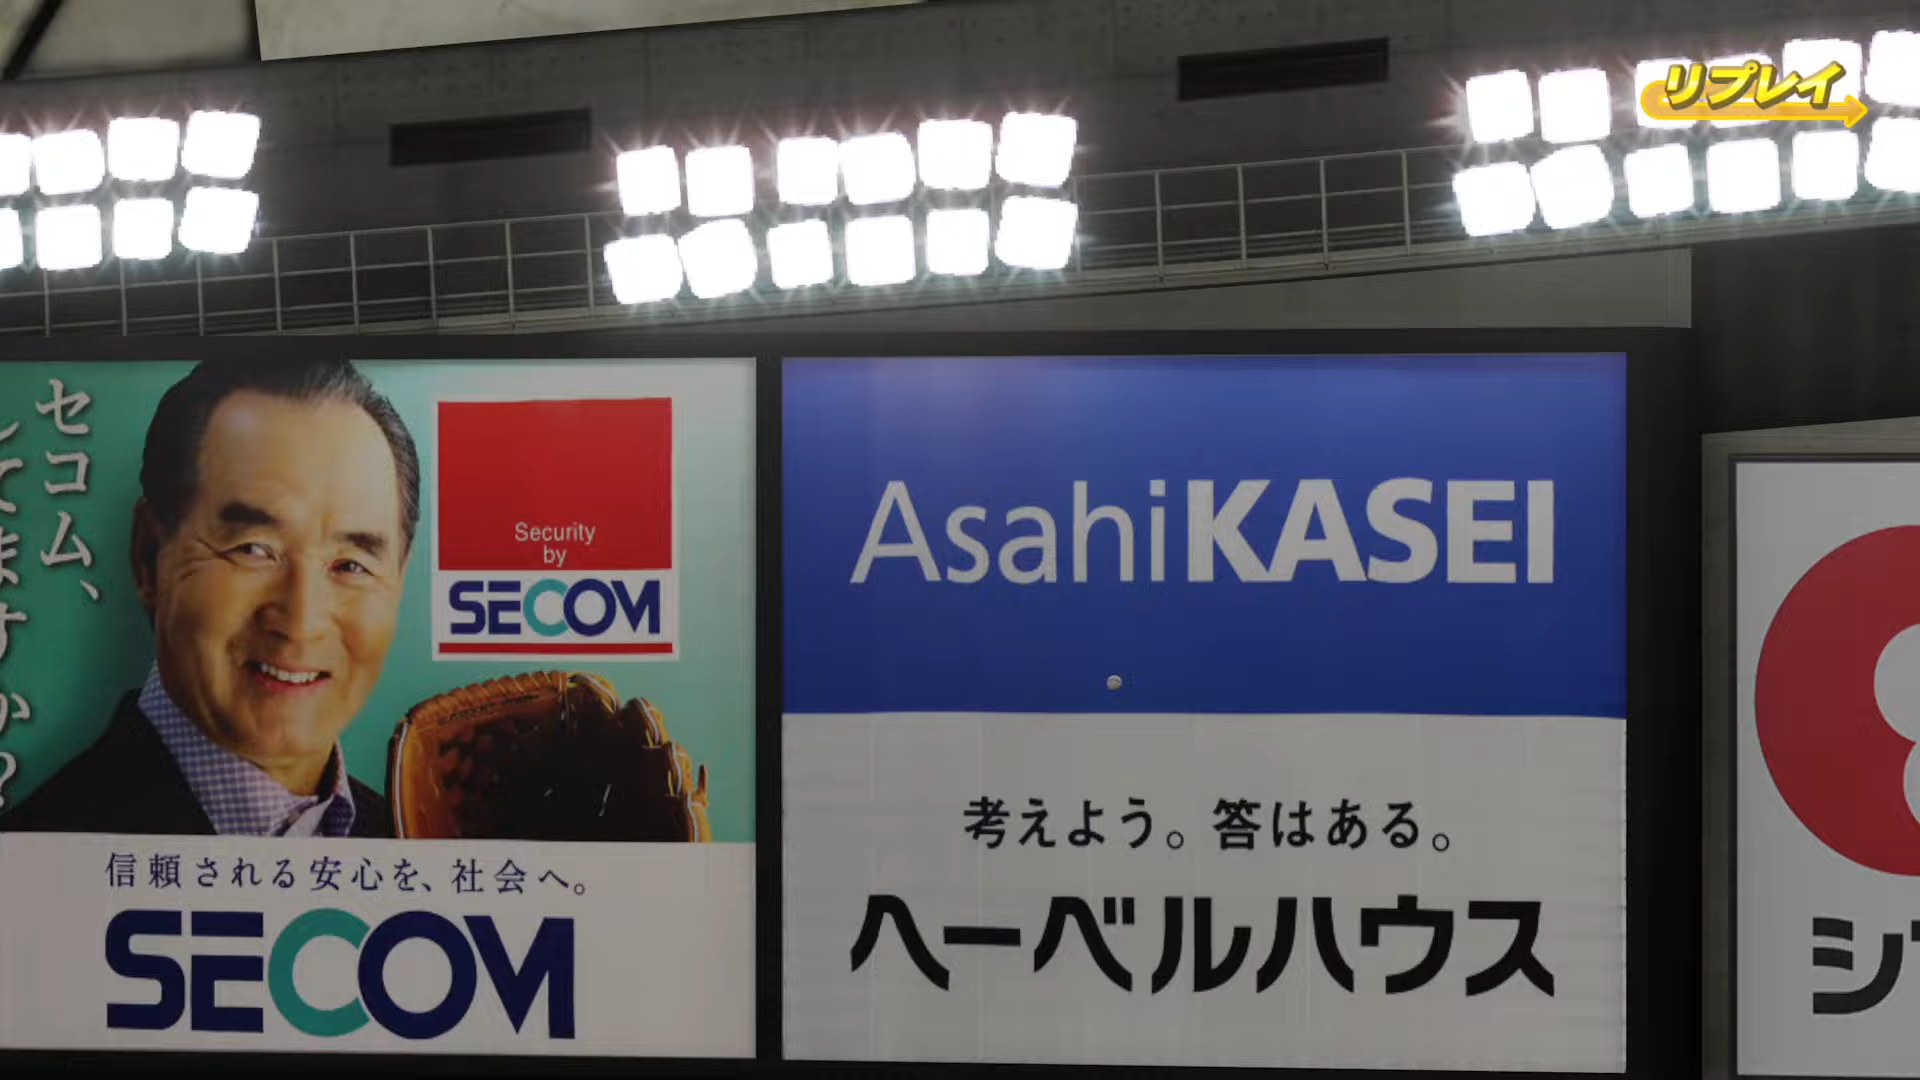 リプレイ
セコム、
してますか?
Security
by
SECOM
信頼される安心を、社会へ。
SECOM
AsahiKASEI
考えよう。答はある。
ヘーベルハウス
シ